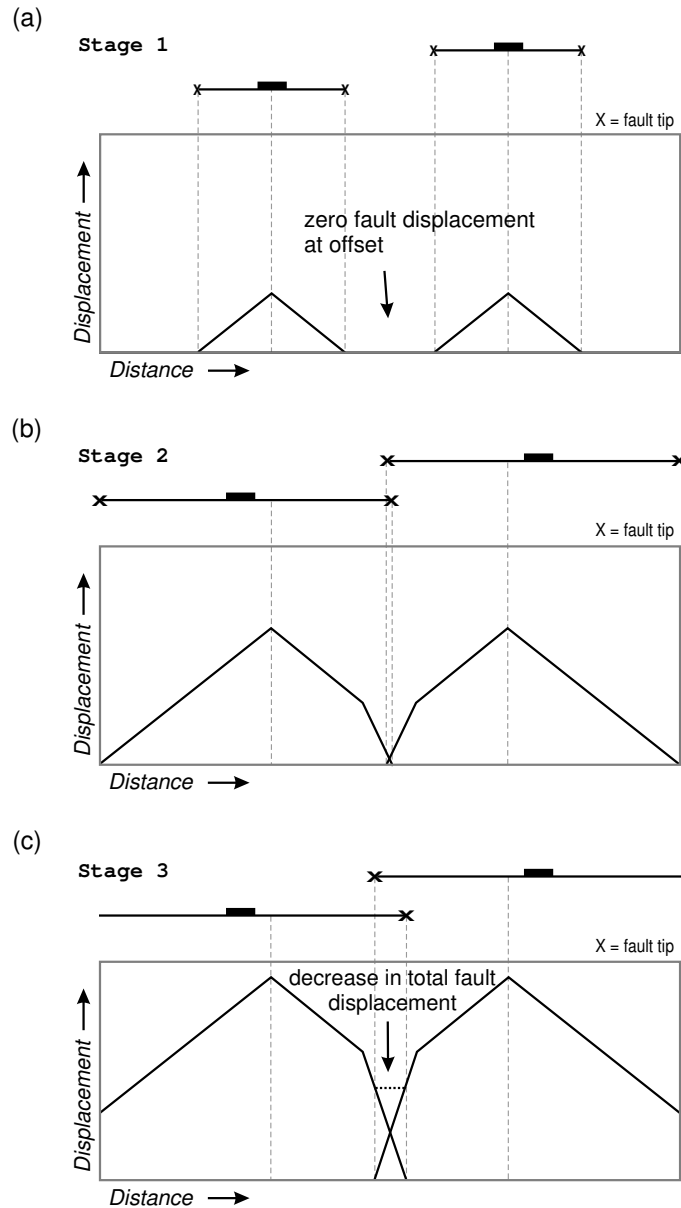 (a)
Stage 1
X = fault tip
Displacement
zero fault displacement
at offset
Distance
(b)
Stage 2
X = fault tip
Displacement
Distance
(c)
Stage 3
X = fault tip
Displacement
decrease in total fault
displacement
Distance